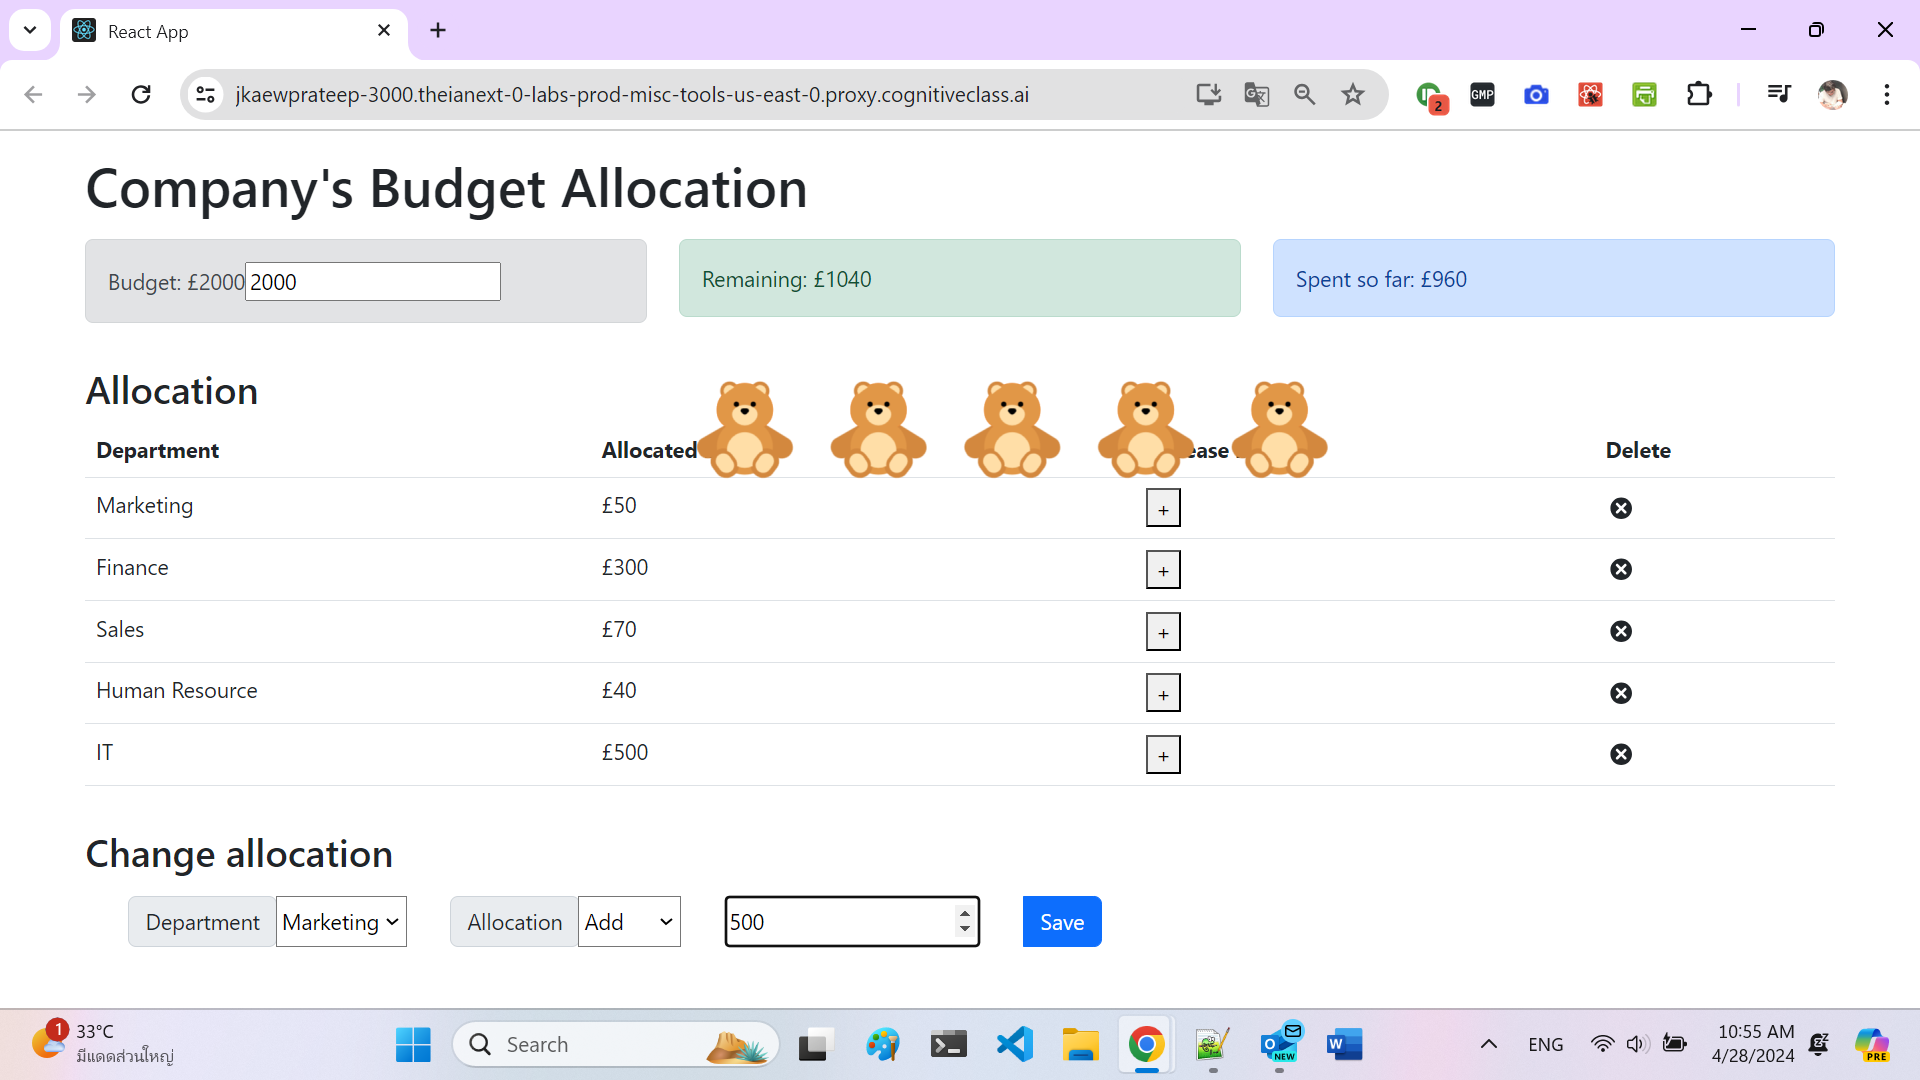 React App
jkaewprateep-3000.theianext-0-labs-prod-misc-tools-us-east-0.proxy.cognitiveclass.ai
2
GMP
Company's Budget Allocation
Budget: £2000 2000
Remaining: £1040
Spent so far: £960
Allocation
Department Allocated ease Delete
Marketing £50 +
Finance £300 +
Sales £70 +
Human Resource £40 +
IT £500 +
Change allocation
Department Marketing Allocation Add 500 Save
1 33°C
มีแดดส่วนใหญ่
Search
NEW
W
ENG
10:55 AM
4/28/2024
PRE